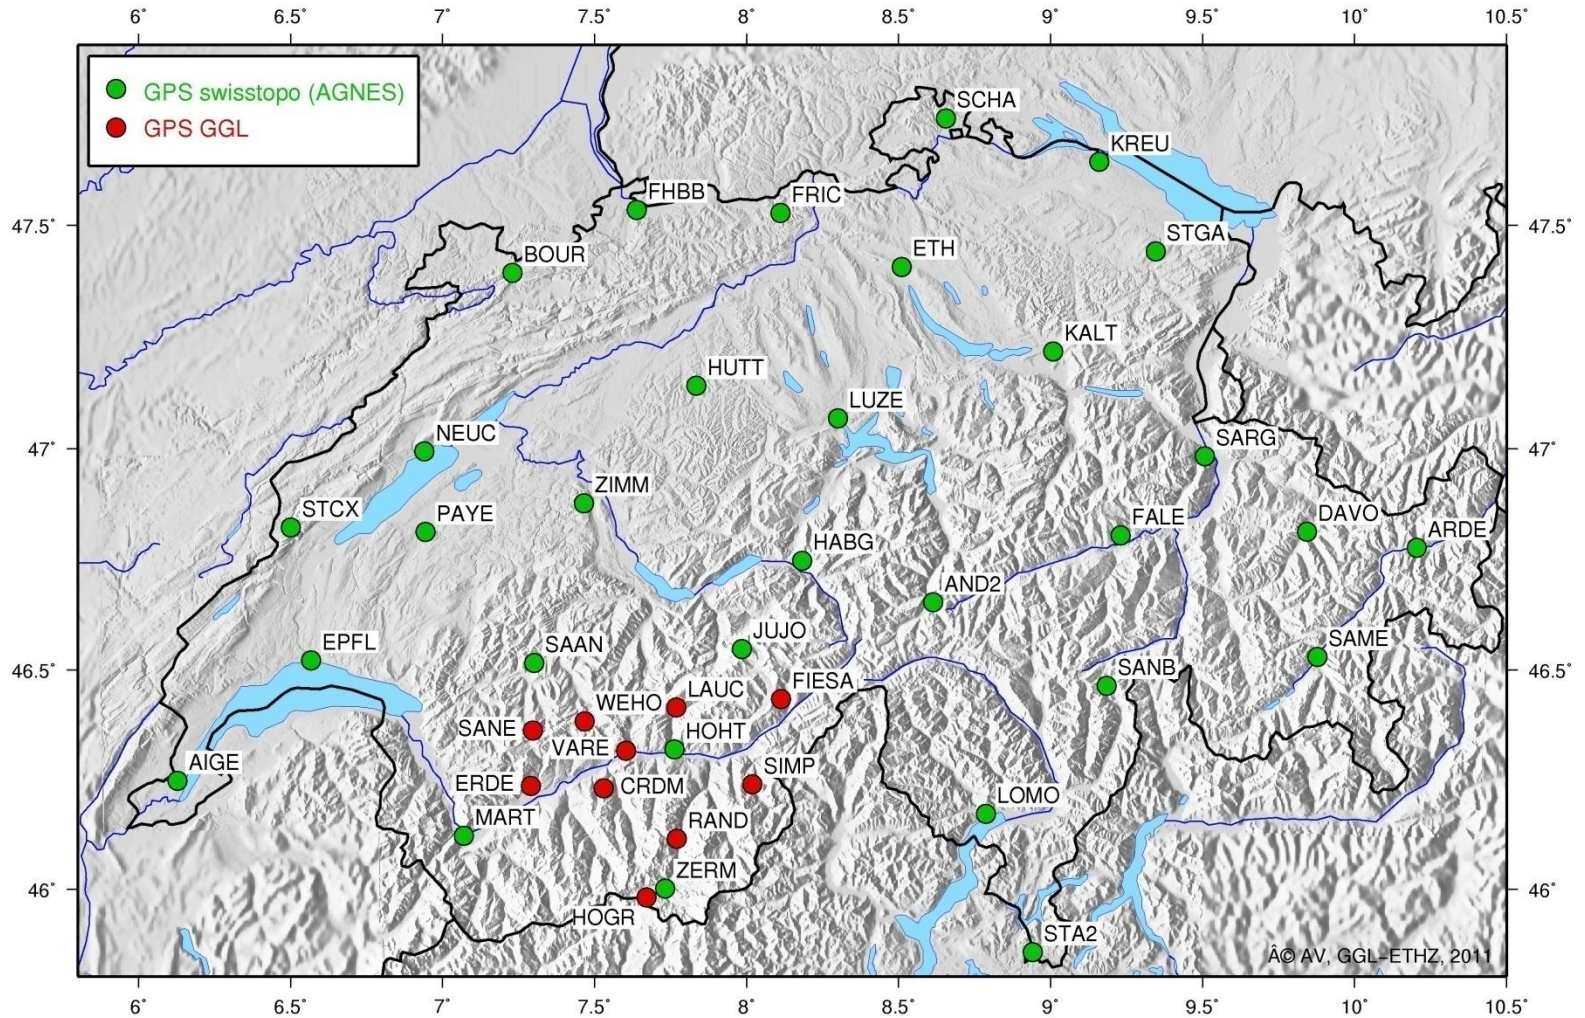 6° 6.5° 7° 7.5° 8° 8.5° 9° 9.5° 10° 10.5°
GPS swisstopo (AGNES)
GPS GGL
SCHA
KREU
FHBB
FRIC
47.5° 47.5°
STGA
BOUR
ETH
KALT
HUTT
LUZE
NEUC
SARG
47° 47°
ZIMM
STCX
PAYE
FALE
DAVO
ARDE
HABG
AND2
EPFL
SAAN
JUJO
SAME
46.5° 46.5°
SANB
FIESA
WEHO
LAUC
SANE
VARE
HOHT
AIGE
ERDE
CRDM
SIMP
MART
RAND
LOMO
ZERM
46° 46°
HOGR
STA2
Â© AV, GGL-ETHZ, 2011
6° 6.5° 7° 7.5° 8° 8.5° 9° 9.5° 10° 10.5°